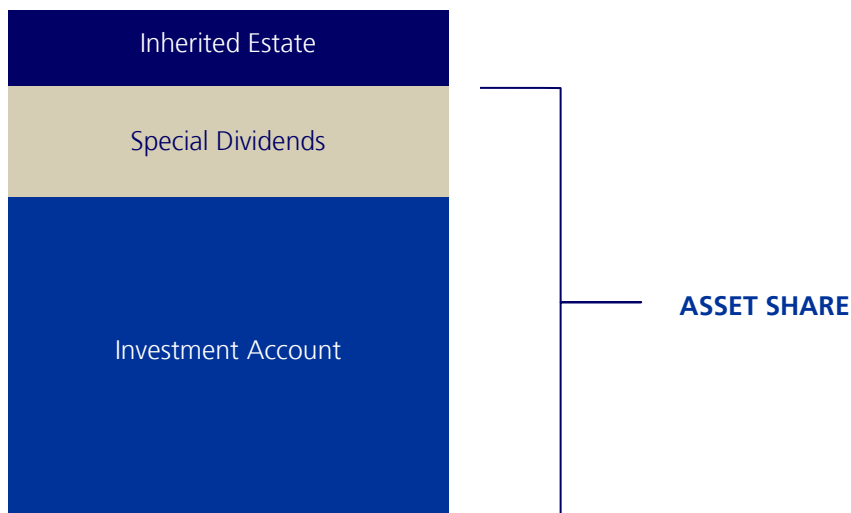 Inherited Estate
Special Dividends
ASSET SHARE
Investment Account